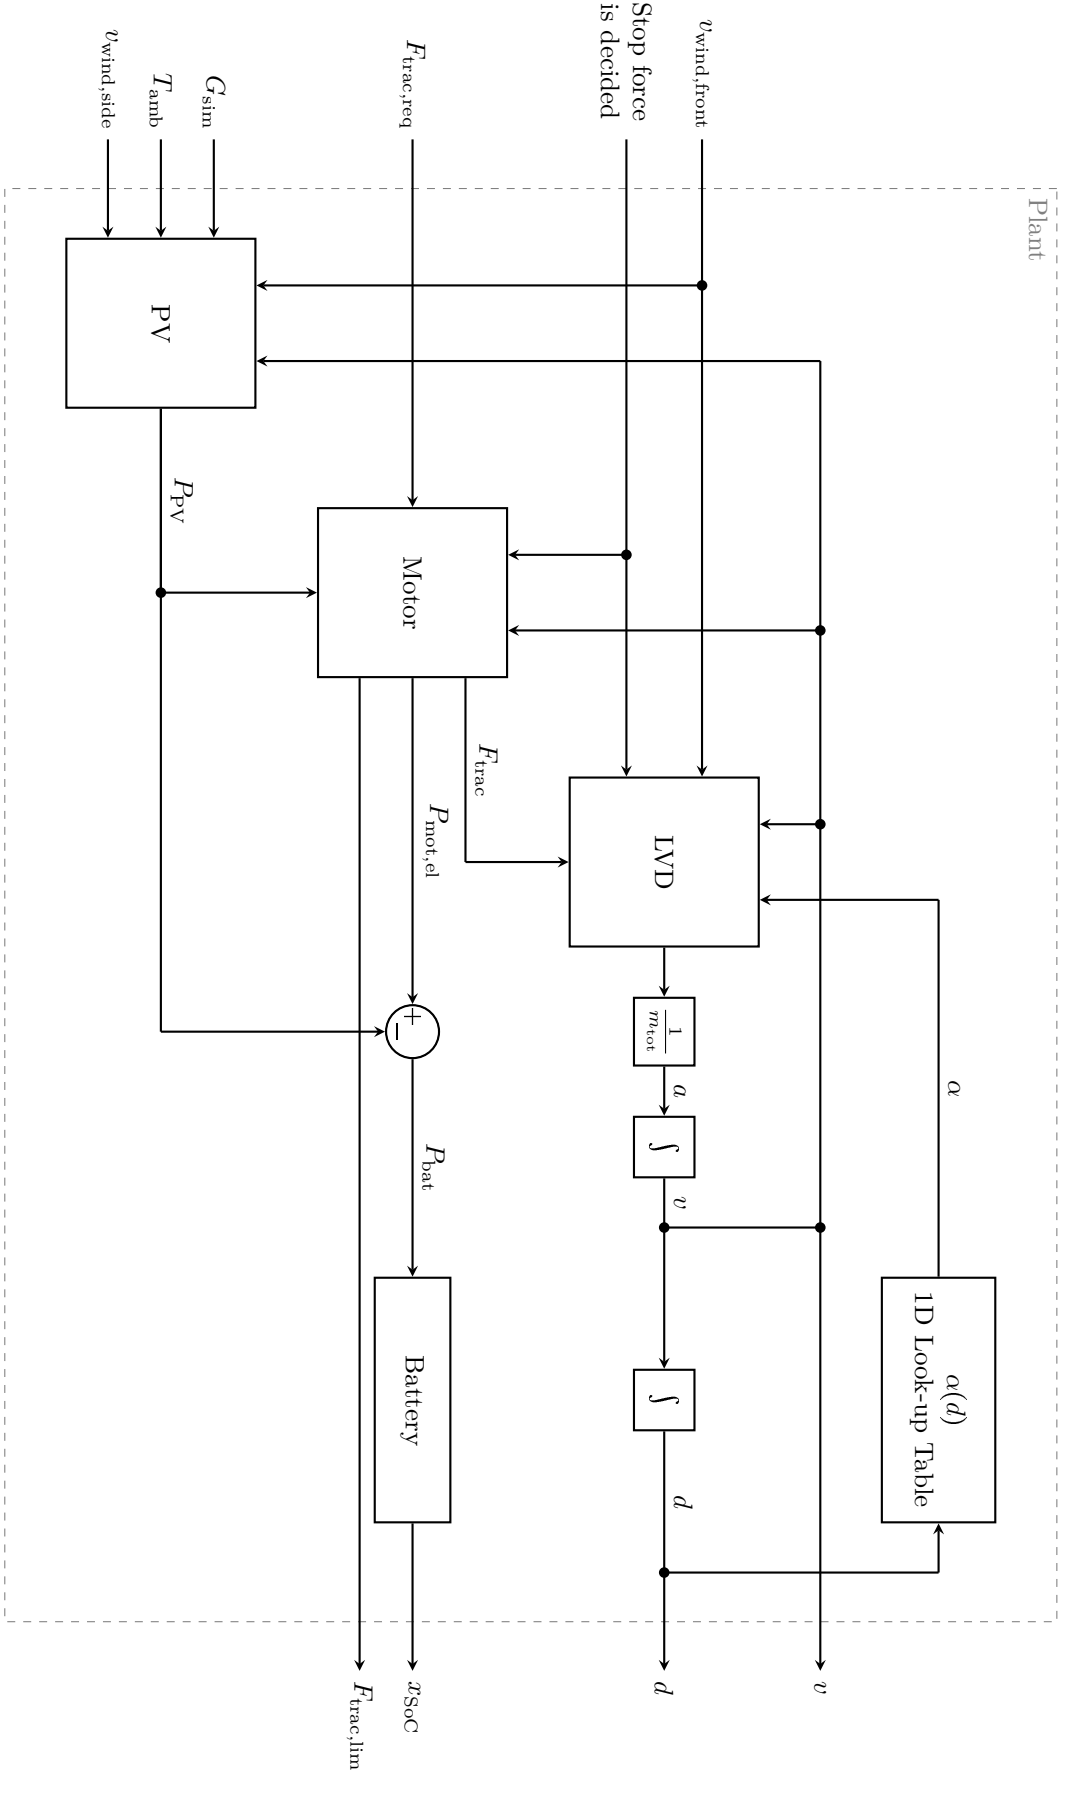 Plant
α(d)
1D Look-up Table
α
v
v_wind,front
Stop force
is decided
LVD
1/m_tot
a
∫
v
∫
d
d
F_trac
F_trac,req
Motor
P_mot,el
+
−
P_bat
Battery
x_SoC
F_trac,lim
G_sim
T_amb
v_wind,side
PV
P_PV